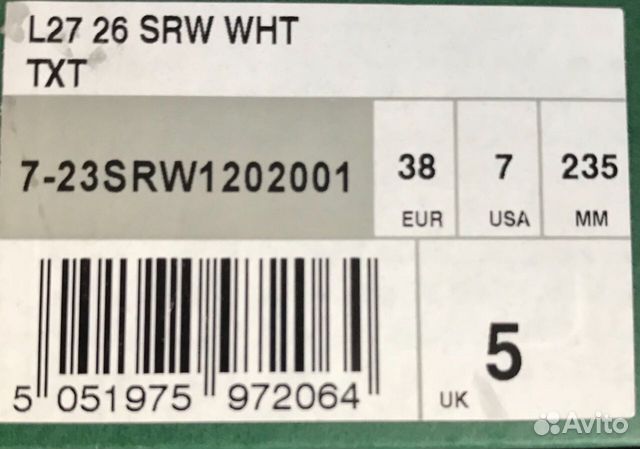 L27 26 SRW WHT
TXT
7-23SRW1202001
38
EUR
7
USA
235
MM
5 051975 972064
UK 5
Avito